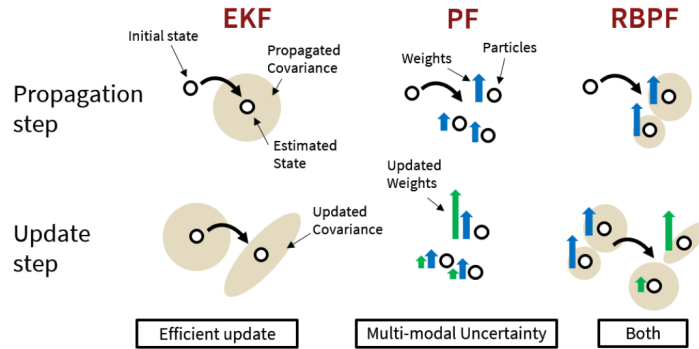 EKF
PF
RBPF
Initial state
Propagated
Covariance
Weights
Particles
Propagation
step
Estimated
State
Updated
Weights
Update
step
Updated
Covariance
Efficient update
Multi-modal Uncertainty
Both